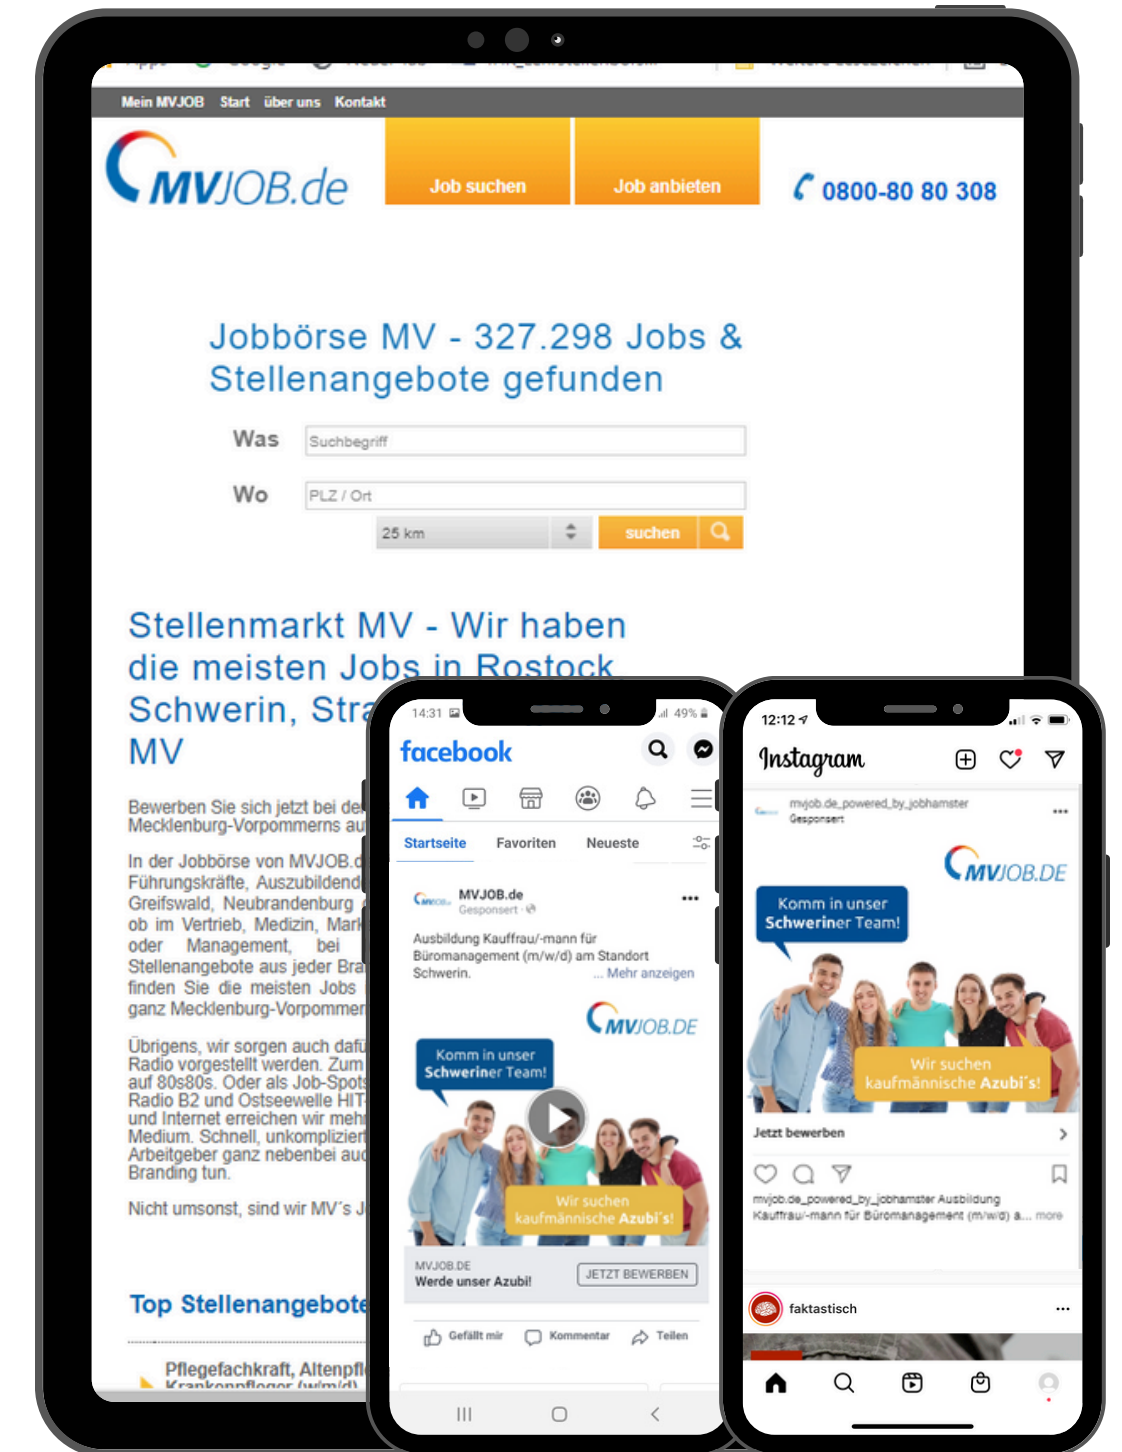 Mein MVJOB Start über uns Kontakt
MVJOB.de
Job suchen
Job anbieten
0800-80 80 308
Jobbörse MV - 327.298 Jobs &
Stellenangebote gefunden
Was
Suchbegriff
Wo
PLZ / Ort
25 km
suchen
Stellenmarkt MV - Wir haben
die meisten Jobs in Rostock,
Schwerin, Stra
MV
Bewerben Sie sich jetzt bei
Mecklenburg-Vorpommerns
In der Jobbörse von MVJOB.d
Führungskräfte, Auszubildend
Greifswald, Neubrandenburg
ob im Vertrieb, Medizin, Mark
oder Management, bei
Stellenangebote aus jeder Bra
finden Sie die meisten Jobs
ganz Mecklenburg-Vorpommer
Übrigens, wir sorgen auch dafü
Radio vorgestellt werden. Zum
auf 80s80s. Oder als Job-Spots
Radio B2 und Ostseewelle HIT-
und Internet erreichen wir meh
Medium. Schnell, unkompliziert
Arbeitgeber ganz nebenbei auc
Branding tun.
Nicht umsonst, sind wir MV´s J
Top Stellenangebote
Pflegefachkraft, Altenpfle
Krankenpfleger (w/m/d)
14:31
49%
facebook
Startseite Favoriten Neueste
MVJOB.de
Gesponsert
Ausbildung Kauffrau/-mann für
Büromanagement (m/w/d) am Standort
Schwerin. ... Mehr anzeigen
MVJOB.DE
Komm in unser
Schweriner Team!
Wir suchen
kaufmännische Azubi´s!
MVJOB.DE
Werde unser Azubi!
JETZT BEWERBEN
Gefällt mir Kommentar Teilen
12:12
Instagram
mvjob.de_powered_by_jobhamster
Gesponsert
MVJOB.DE
Komm in unser
Schweriner Team!
Wir suchen
kaufmännische Azubi´s!
Jetzt bewerben
mvjob.de_powered_by_jobhamster Ausbildung
Kauffrau/-mann für Büromanagement (m/w/d) a... more
faktastisch